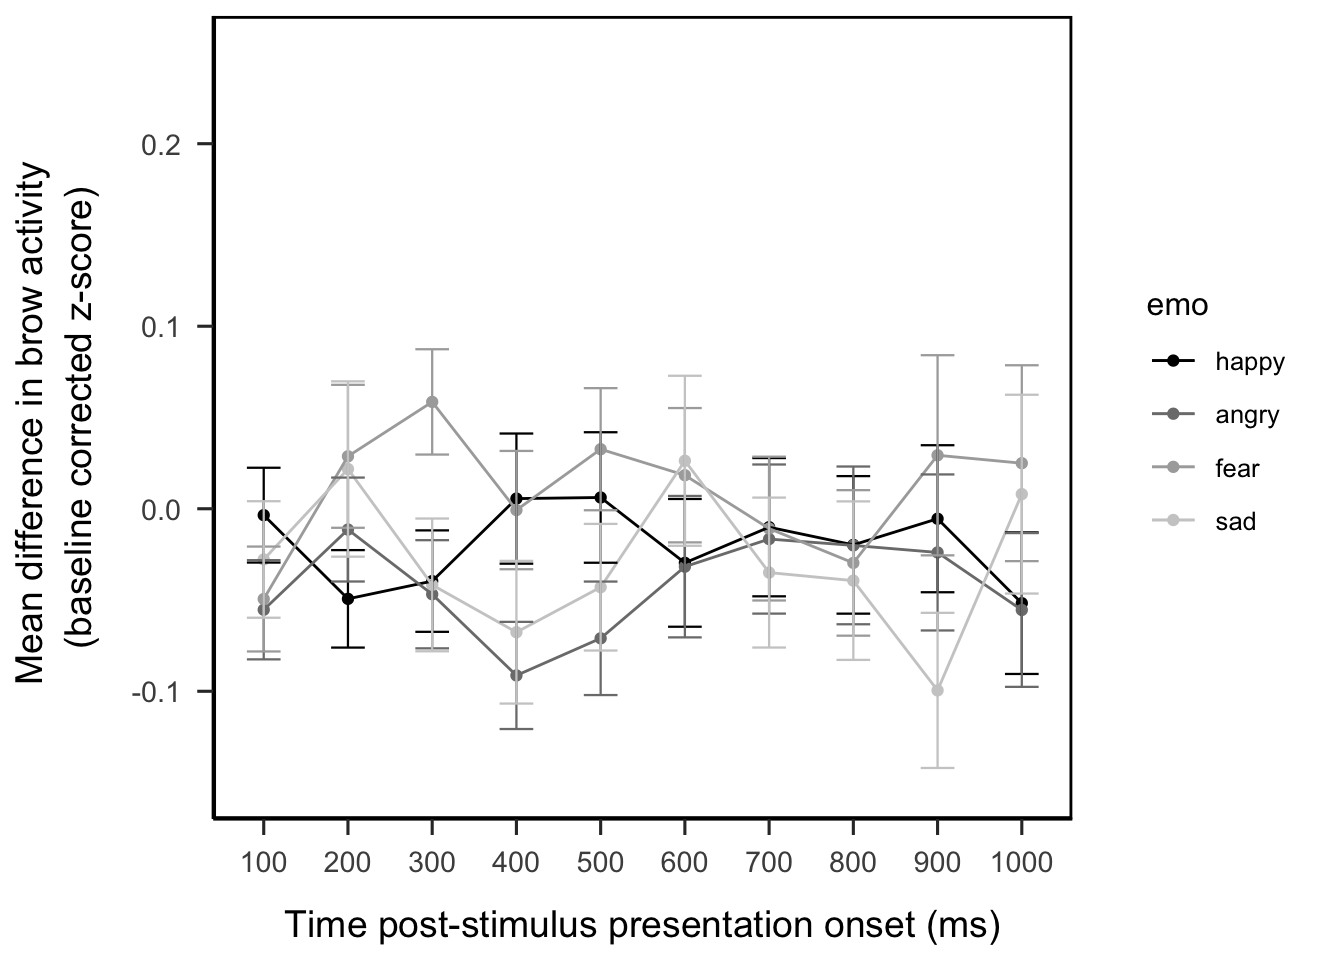 Mean difference in brow activity
(baseline corrected z-score)
0.2
0.1
0.0
-0.1
100 200 300 400 500 600 700 800 900 1000
Time post-stimulus presentation onset (ms)
emo
happy
angry
fear
sad